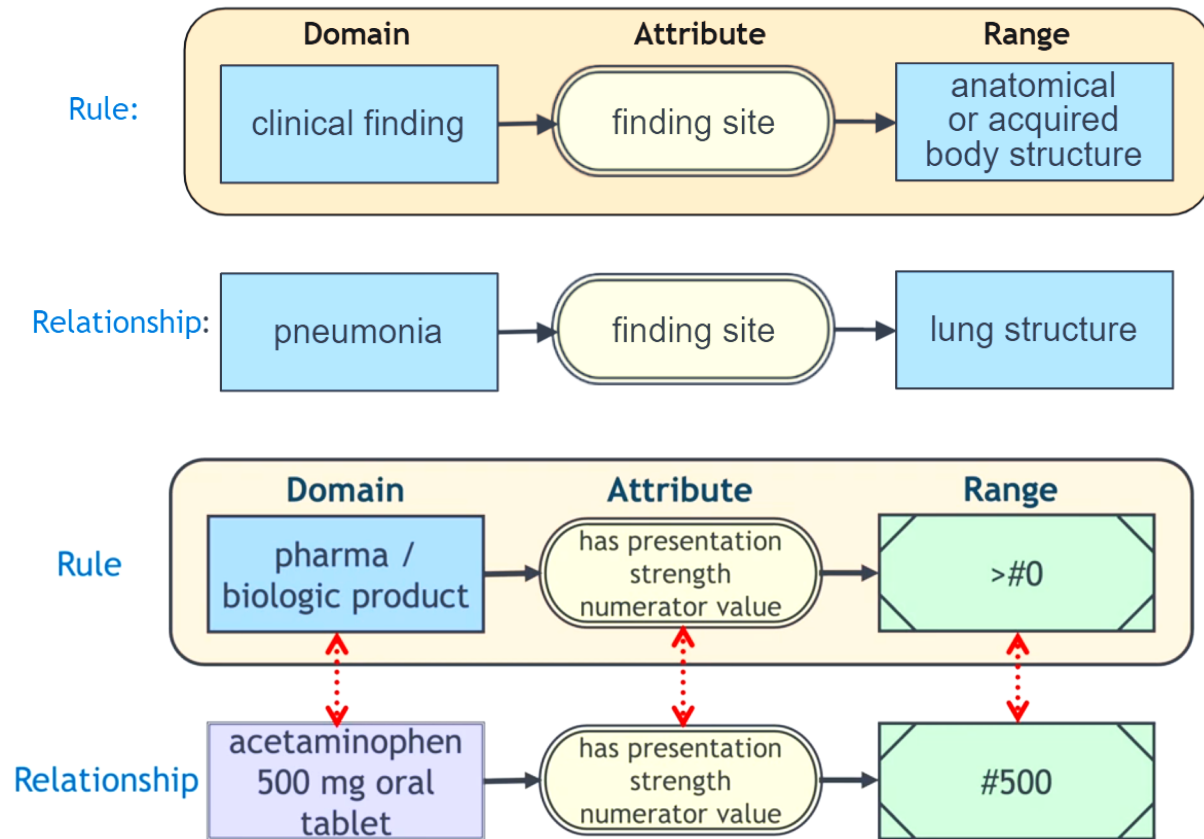 Domain Attribute Range
Rule:
clinical finding
finding site
anatomical
or acquired
body structure
Relationship:
pneumonia
finding site
lung structure
Domain Attribute Range
Rule
pharma /
biologic product
has presentation
strength
numerator value
>#0
Relationship
acetaminophen
500 mg oral
tablet
has presentation
strength
numerator value
#500